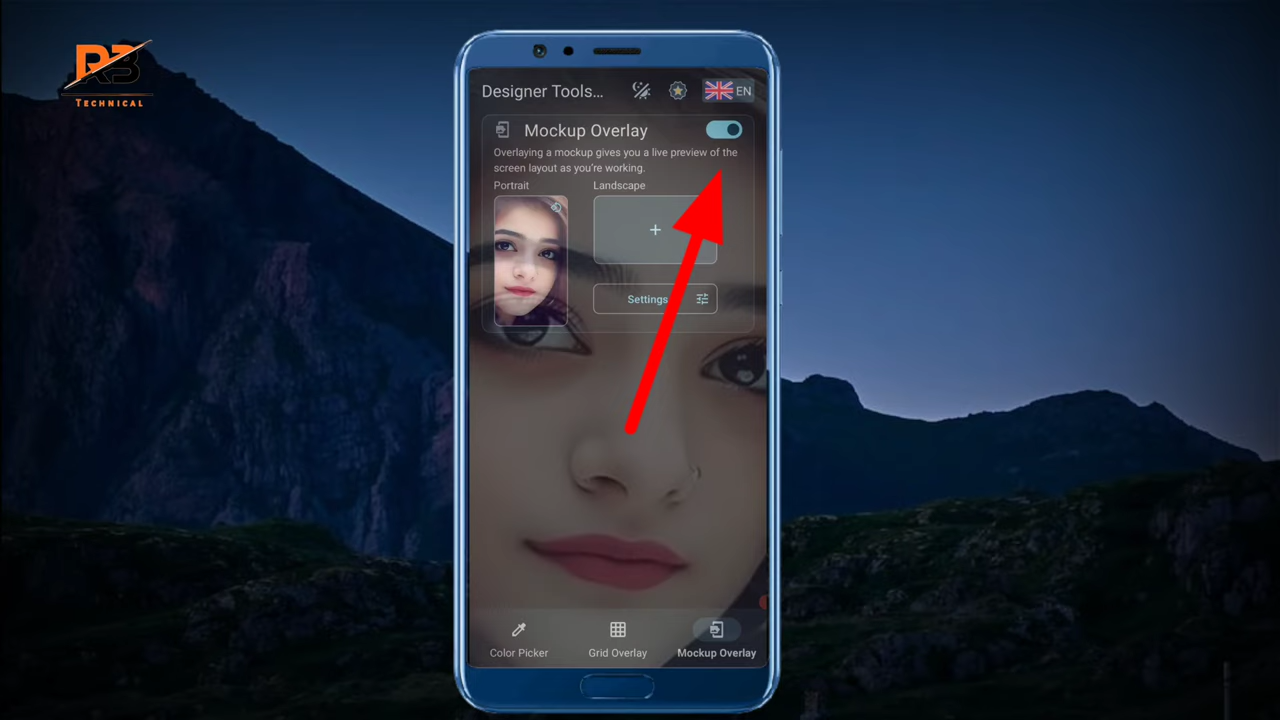 RB
TECHNICAL
Designer Tools...
EN
Mockup Overlay
Overlaying a mockup gives you a live preview of the
screen layout as you're working.
Portrait
Landscape
+
Settings
Color Picker
Grid Overlay
Mockup Overlay